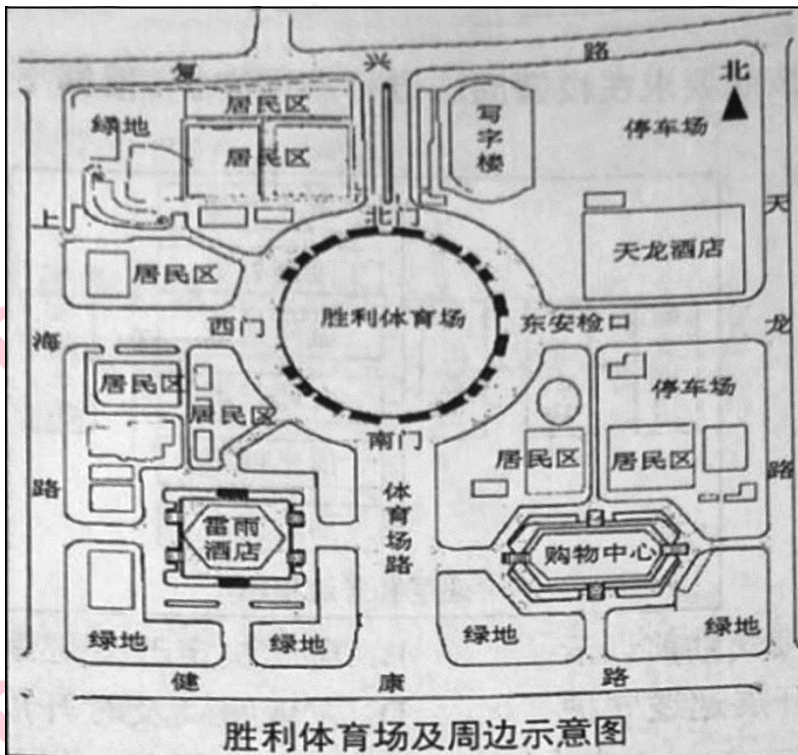 复兴路
北
绿地
居民区
居民区
写字楼
停车场
上海路
北门
天龙路
天龙酒店
居民区
西门
胜利体育场
东安检口
居民区
居民区
停车场
南门
居民区
居民区
体育场路
雷雨酒店
购物中心
绿地
绿地
绿地
绿地
健康路
胜利体育场及周边示意图